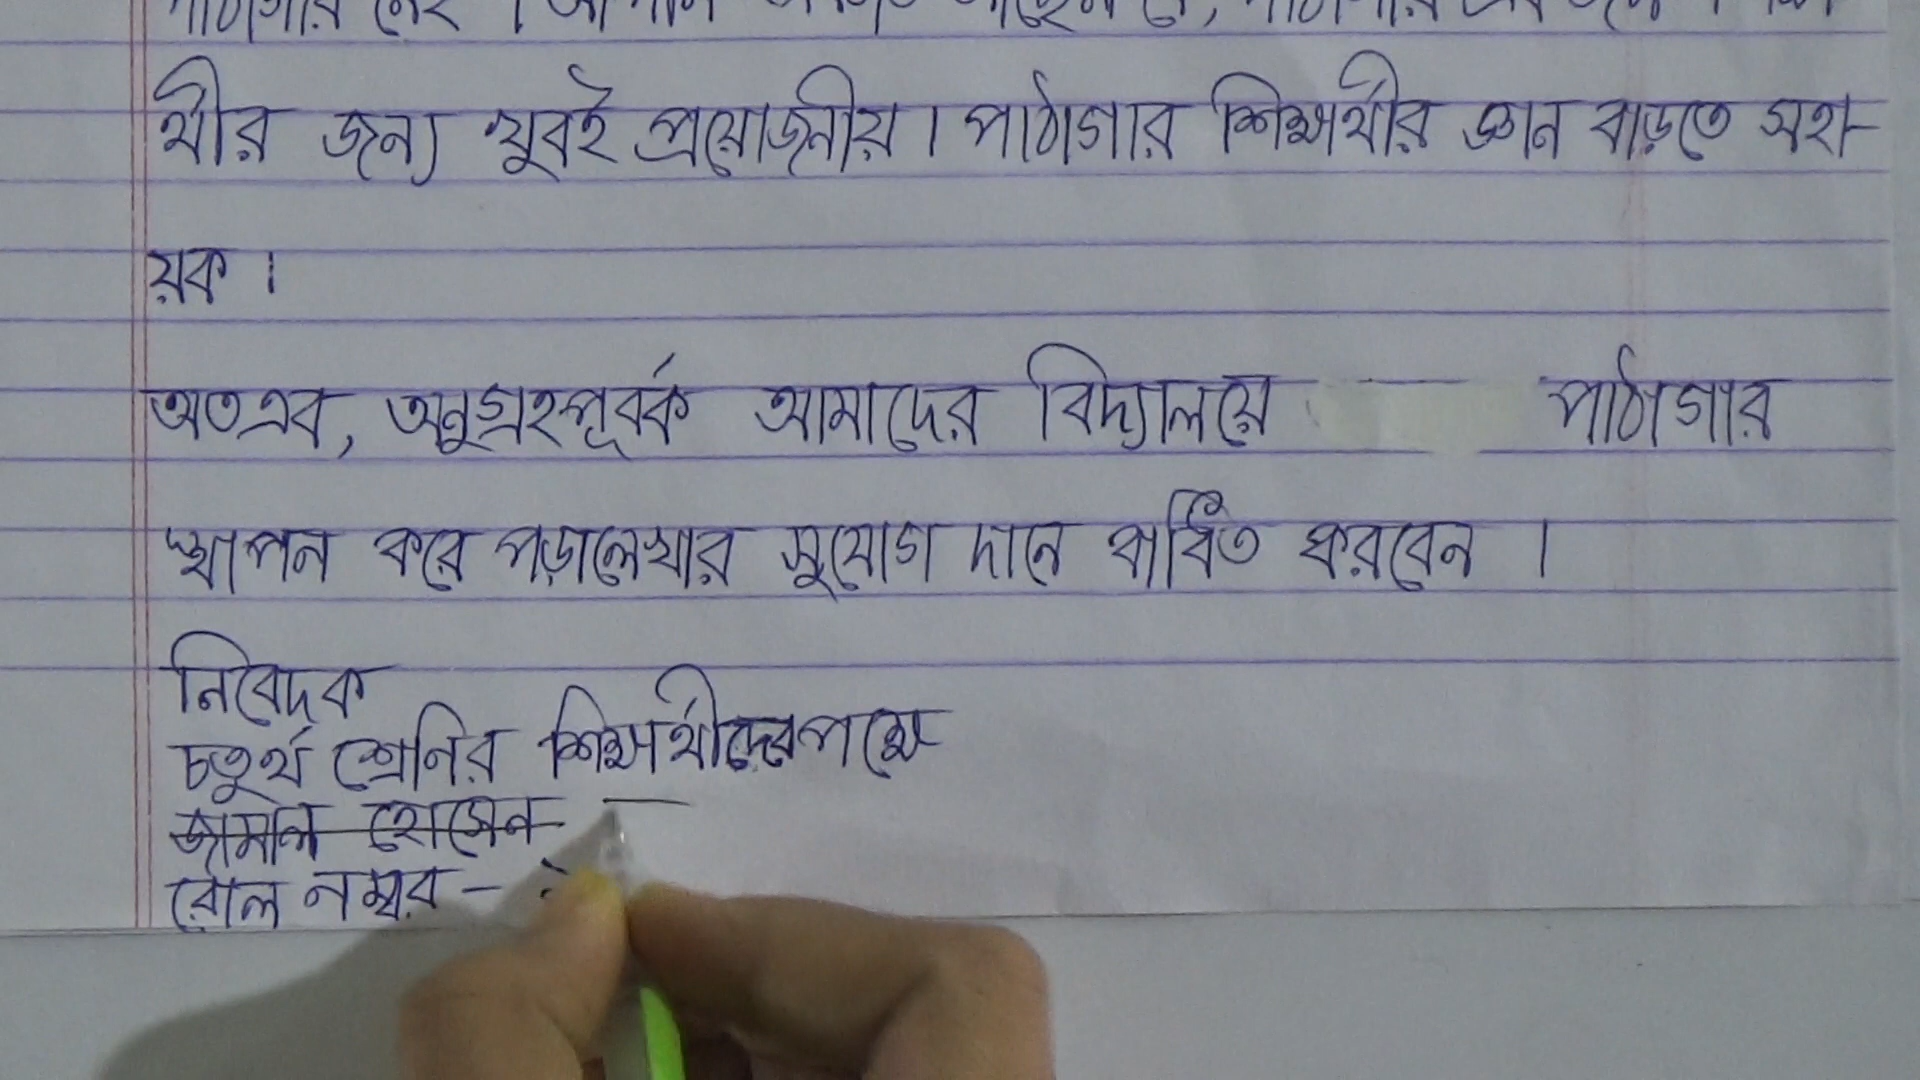 র্থীর জন্য খুবই প্রয়োজনীয়। পাঠাগার শিক্ষার্থীর জ্ঞান বাড়তে সহা-
য়ক ।
অতএব, অনুগ্রহপূর্বক আমাদের বিদ্যালয়ে পাঠাগার
স্থাপন করে পড়ালেখার সুযোগ দানে বাধিত করবেন ।
নিবেদক
চতুর্থ শ্রেণির শিক্ষার্থীদেরপক্ষে
জামাল হোসেন
রোল নম্বর -